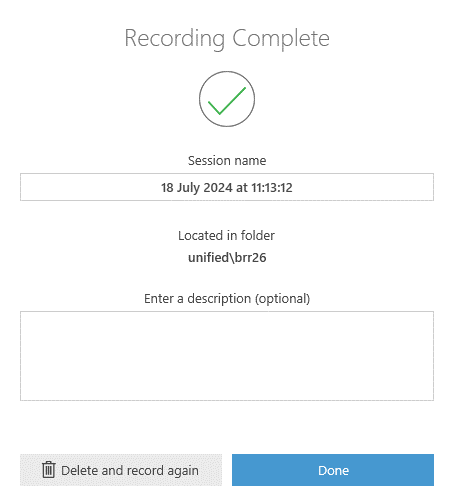 Recording Complete
Session name
18 July 2024 at 11:13:12
Located in folder
unified\brr26
Enter a description (optional)
Delete and record again
Done